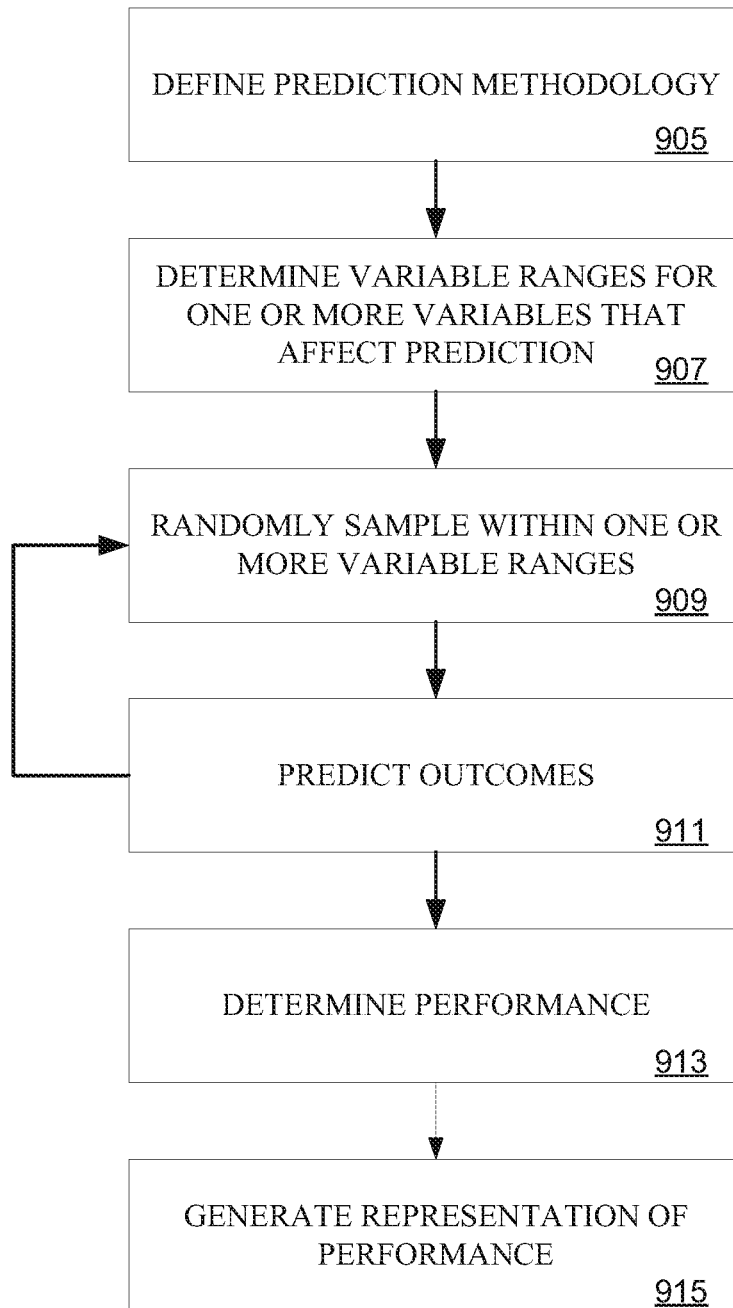 DEFINE PREDICTION METHODOLOGY
905
DETERMINE VARIABLE RANGES FOR
ONE OR MORE VARIABLES THAT
AFFECT PREDICTION
907
RANDOMLY SAMPLE WITHIN ONE OR
MORE VARIABLE RANGES
909
PREDICT OUTCOMES
911
DETERMINE PERFORMANCE
913
GENERATE REPRESENTATION OF
PERFORMANCE
915